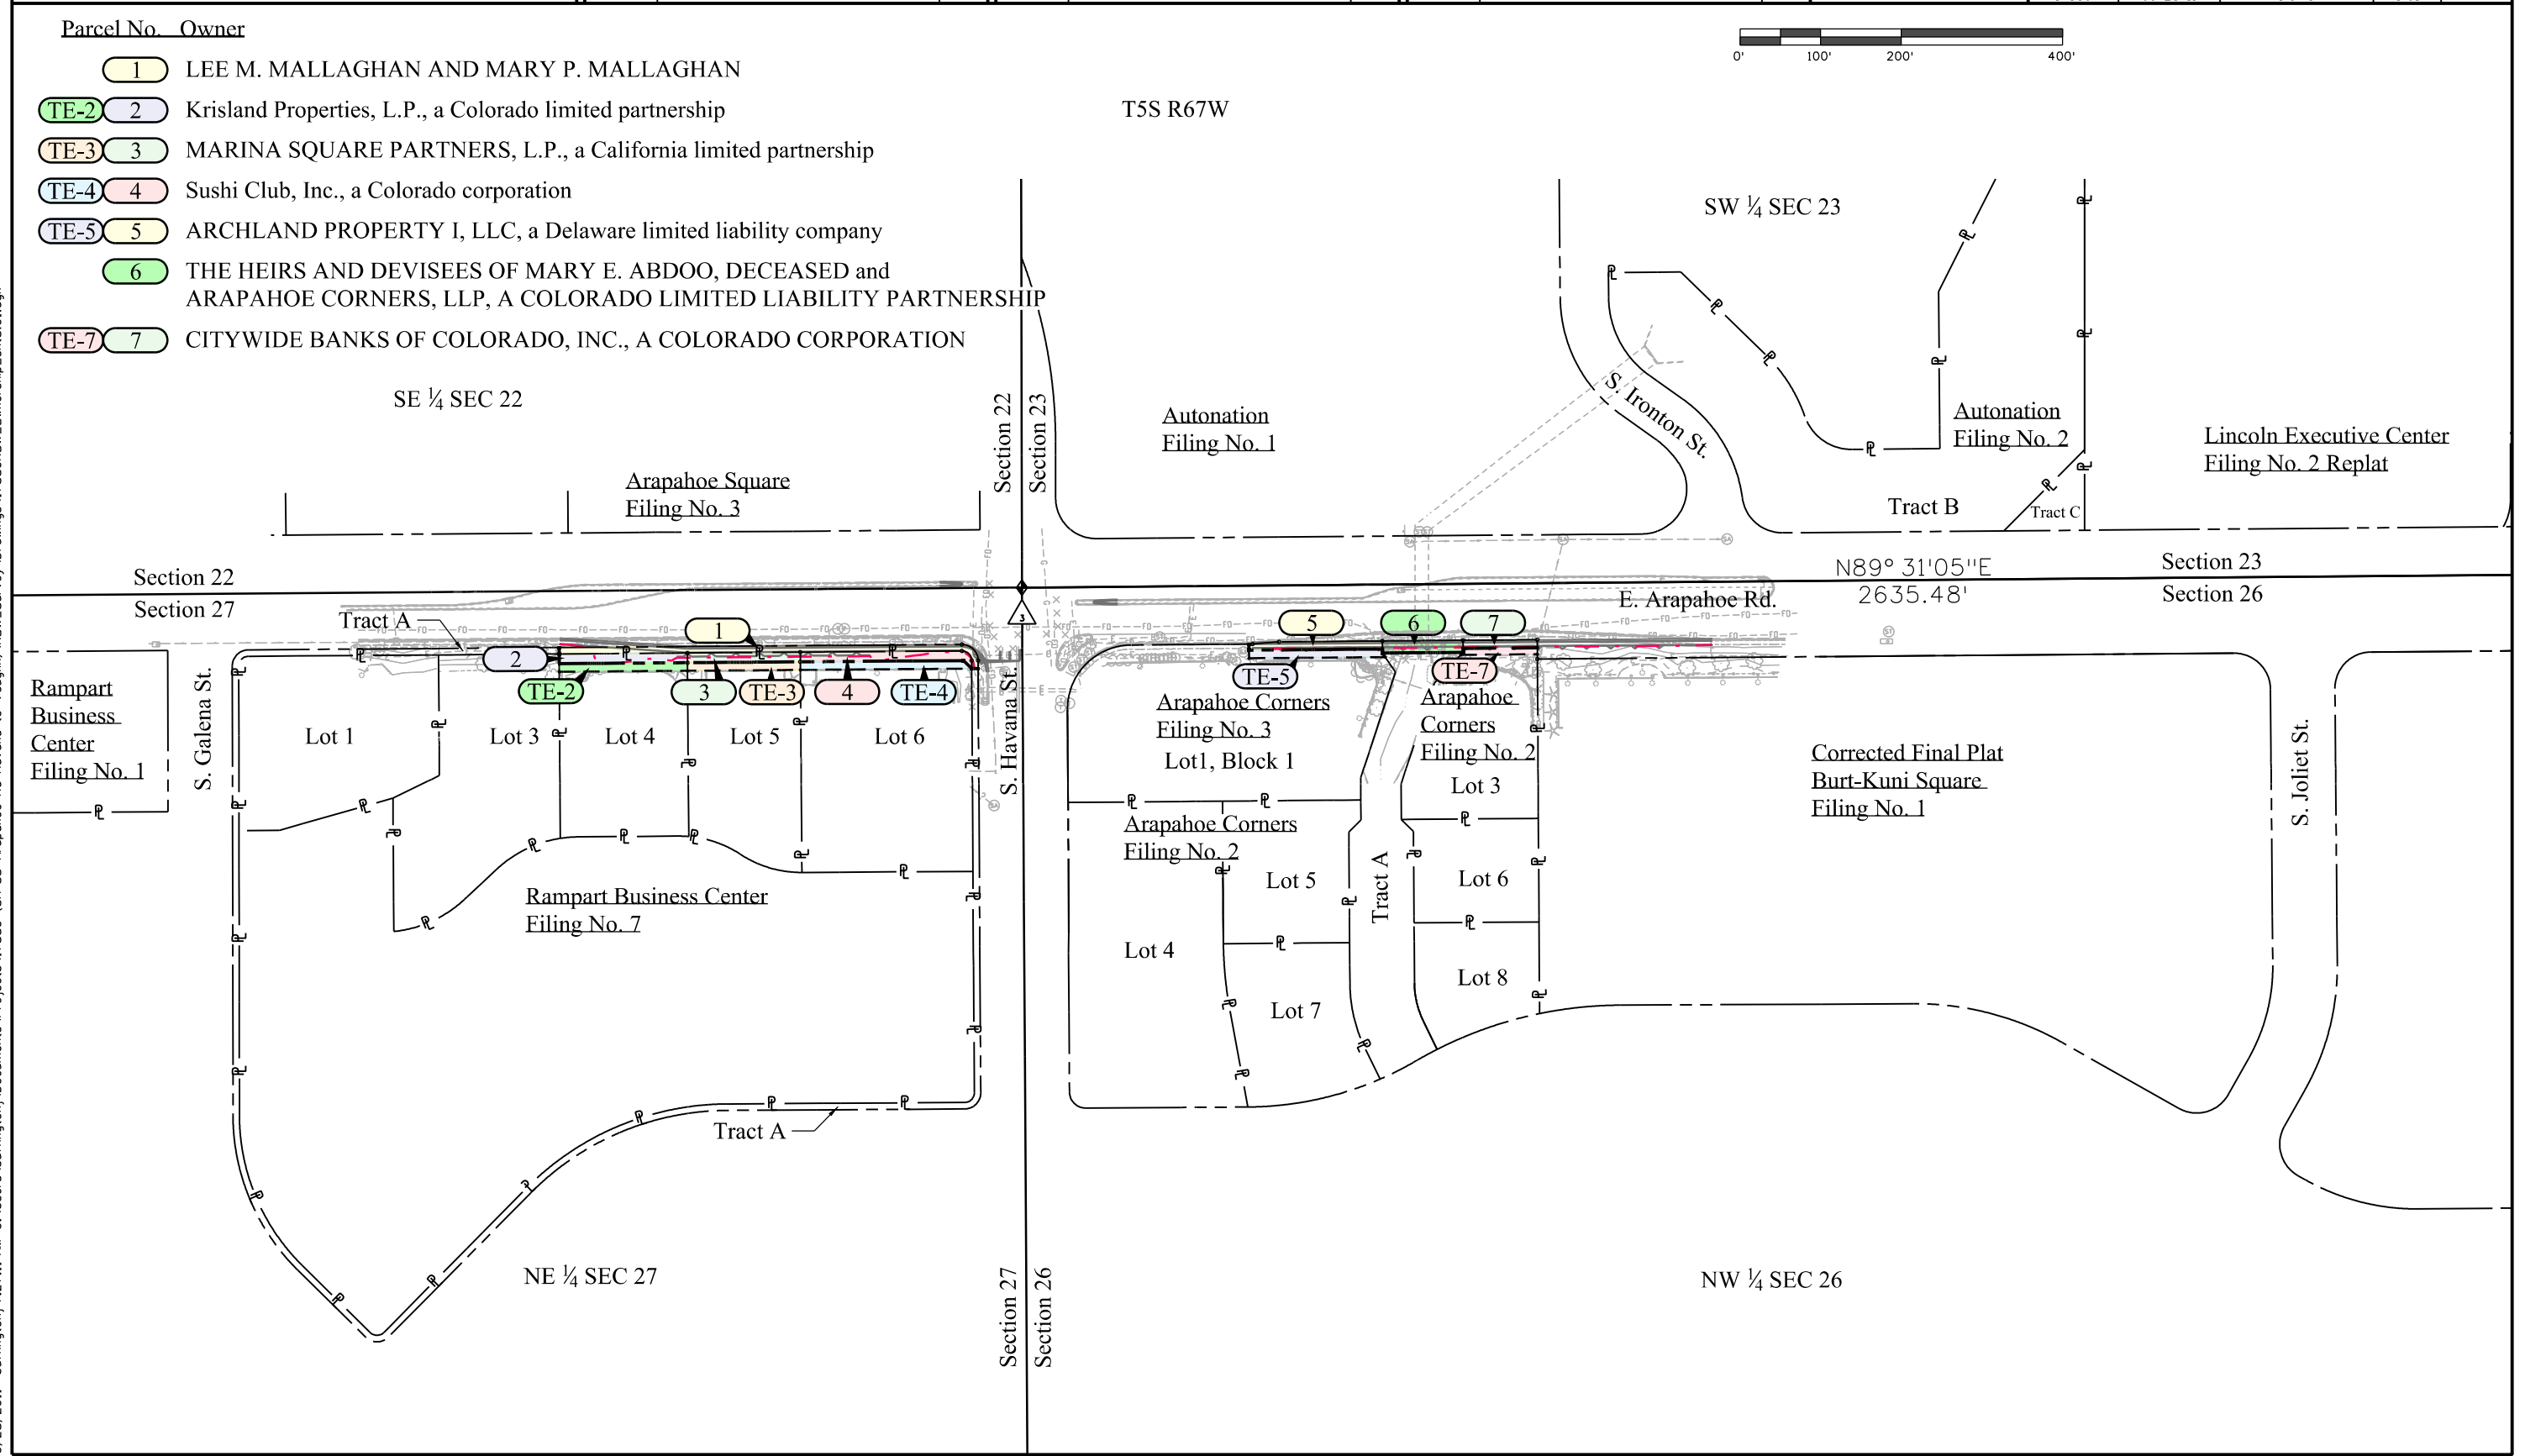 Parcel No. Owner
1 LEE M. MALLAGHAN AND MARY P. MALLAGHAN
TE-2 2 Krisland Properties, L.P., a Colorado limited partnership
TE-3 3 MARINA SQUARE PARTNERS, L.P., a California limited partnership
TE-4 4 Sushi Club, Inc., a Colorado corporation
TE-5 5 ARCHLAND PROPERTY I, LLC, a Delaware limited liability company
6 THE HEIRS AND DEVISEES OF MARY E. ABDOO, DECEASED and
ARAPAHOE CORNERS, LLP, A COLORADO LIMITED LIABILITY PARTNERSHIP
TE-7 7 CITYWIDE BANKS OF COLORADO, INC., A COLORADO CORPORATION
0' 100' 200' 400'
T5S R67W
SW ¼ SEC 23
SE ¼ SEC 22
Section 22
Section 23
Autonation
Filing No. 1
S. Ironton St.
Autonation
Filing No. 2
Lincoln Executive Center
Filing No. 2 Replat
Arapahoe Square
Filing No. 3
Tract B
Tract C
Section 22
Section 27
N89° 31'05"E
2635.48'
Section 23
Section 26
E. Arapahoe Rd.
Tract A
3
1
2
TE-2
3
TE-3
4
TE-4
5
6
7
TE-5
TE-7
Rampart
Business
Center
Filing No. 1
S. Galena St.
Lot 1
Lot 3
Lot 4
Lot 5
Lot 6
S. Havana St.
Arapahoe Corners
Filing No. 3
Lot1, Block 1
Arapahoe
Corners
Filing No. 2
Lot 3
Corrected Final Plat
Burt-Kuni Square
Filing No. 1
S. Joliet St.
Arapahoe Corners
Filing No. 2
Lot 5
Tract A
Lot 6
Rampart Business Center
Filing No. 7
Lot 4
Lot 7
Lot 8
Tract A
NE ¼ SEC 27
Section 27
Section 26
NW ¼ SEC 26